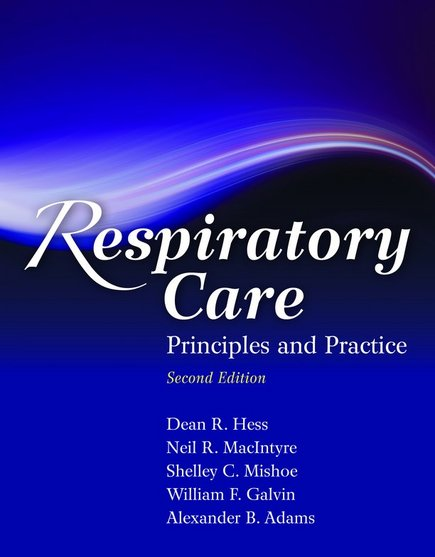 Respiratory
Care
Principles and Practice
Second Edition
Dean R. Hess
Neil R. MacIntyre
Shelley C. Mishoe
William F. Galvin
Alexander B. Adams